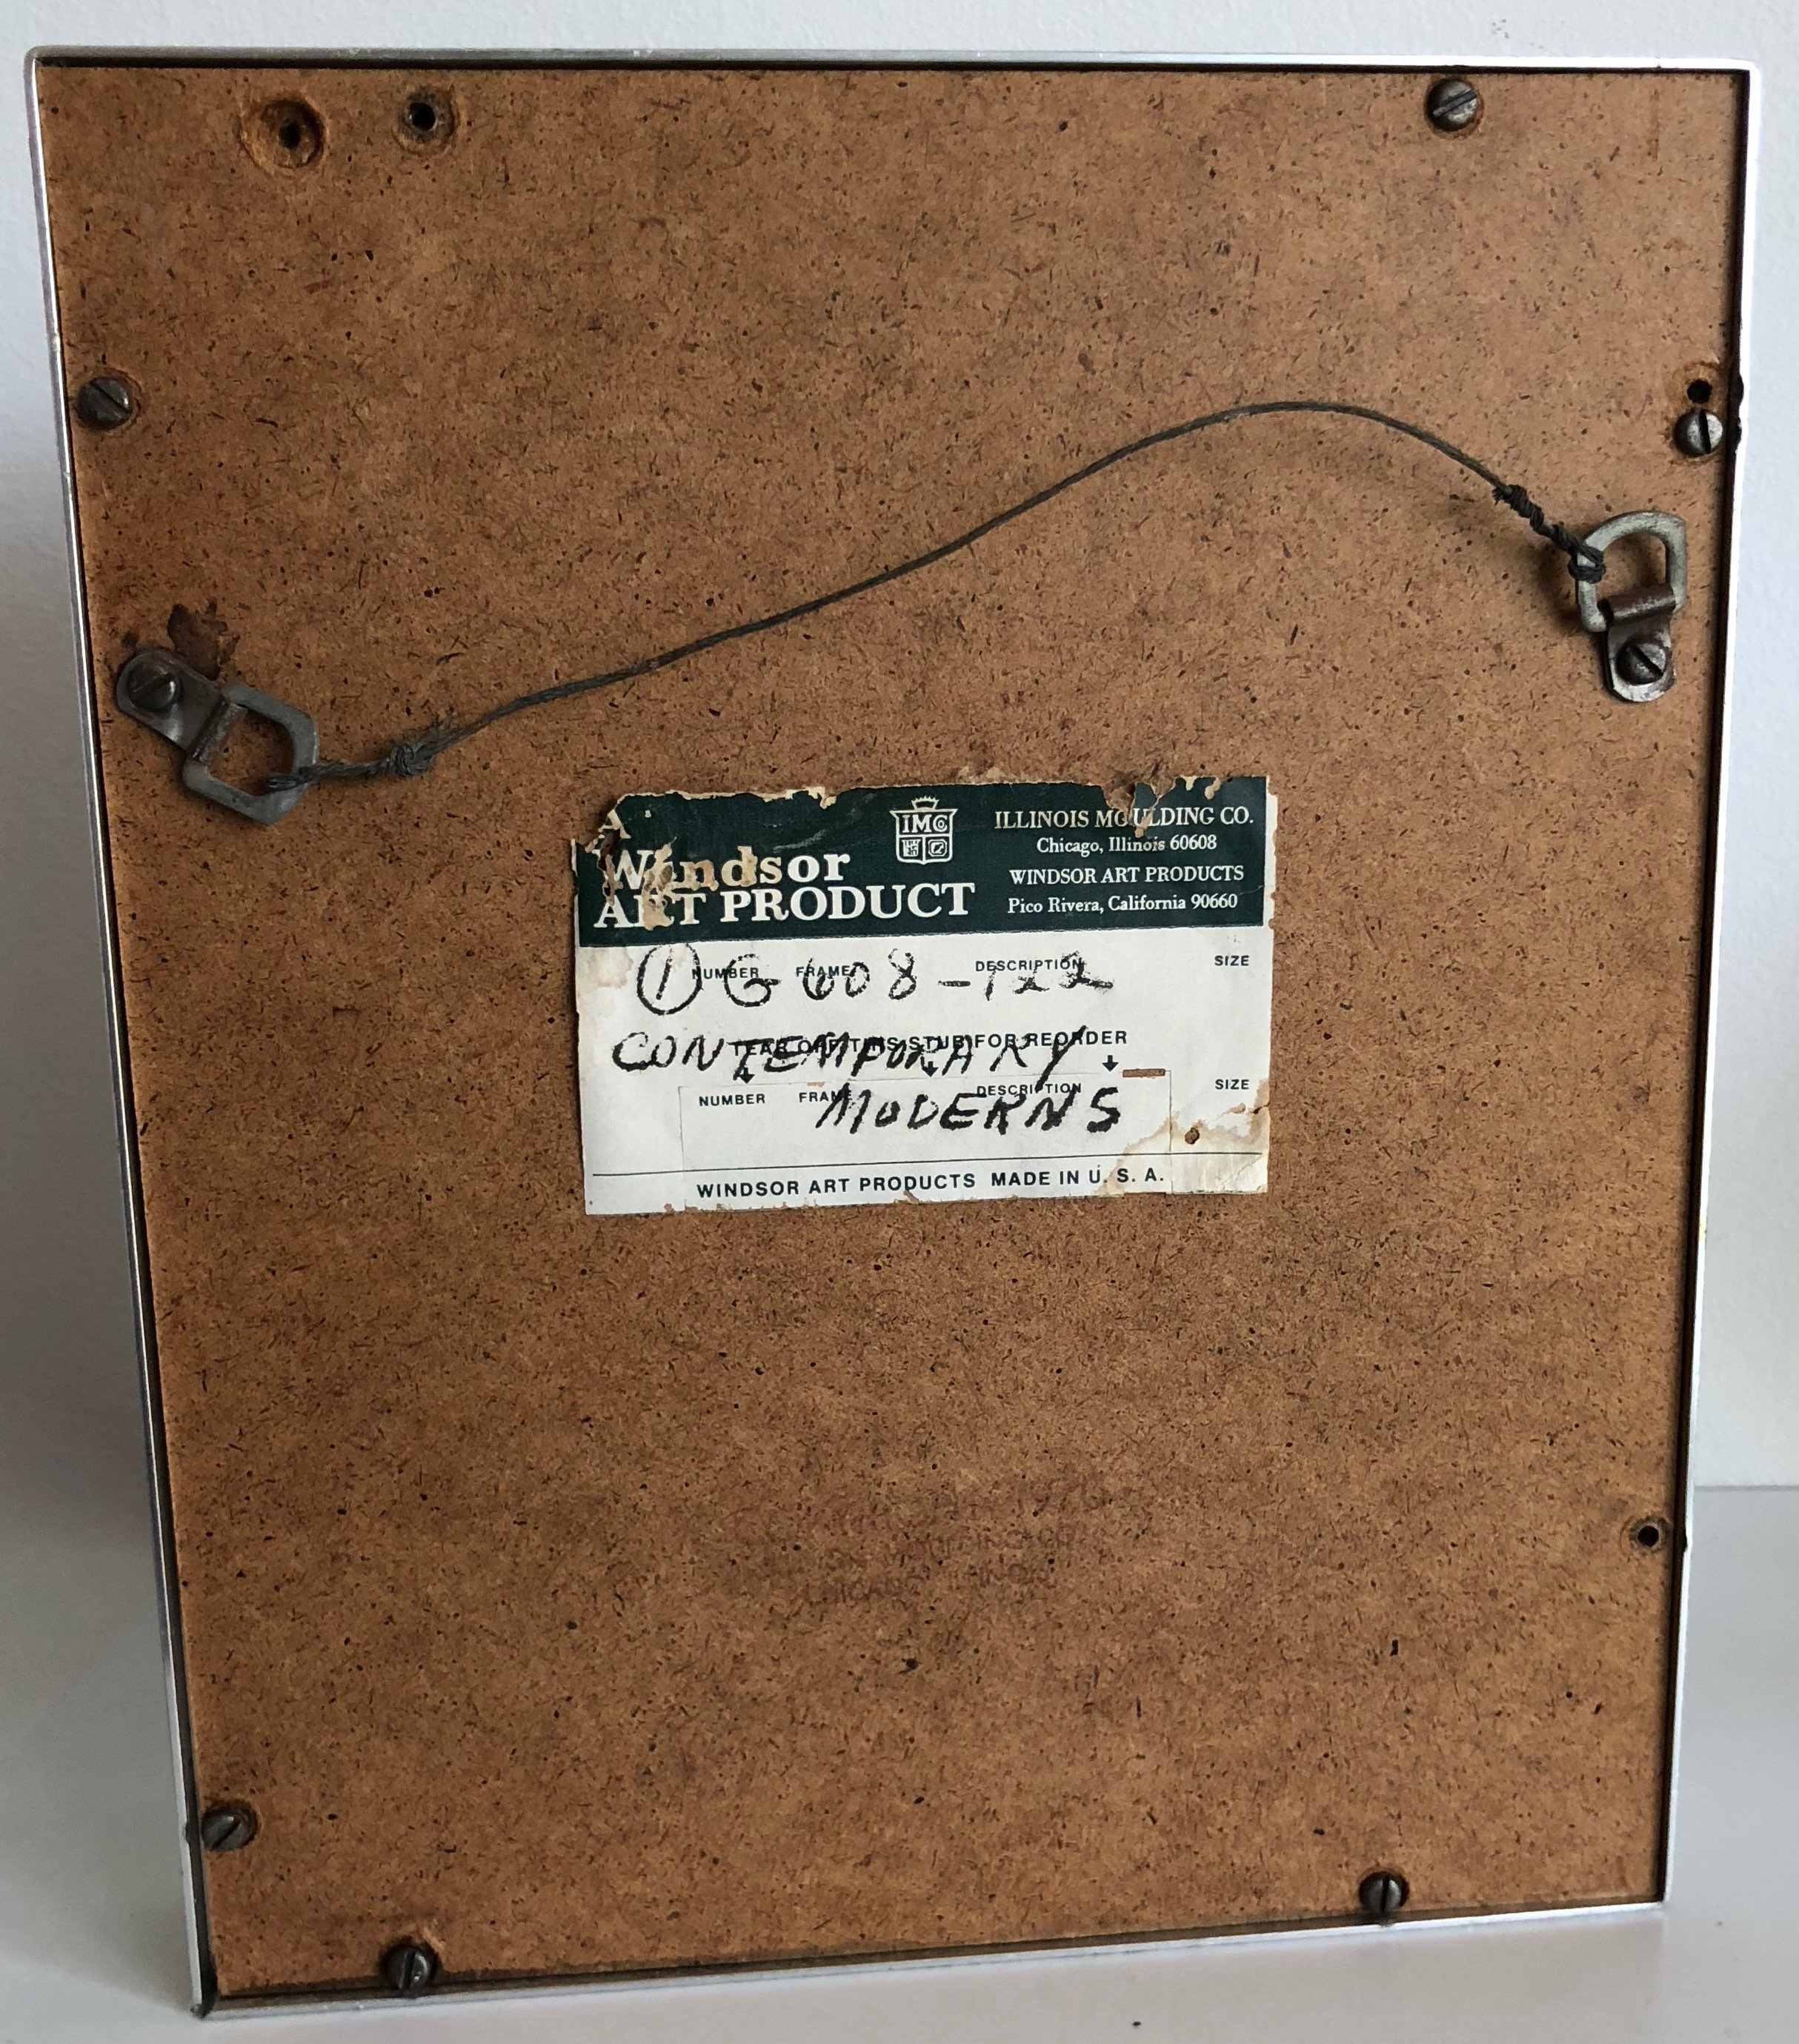 A
Windsor
ART PRODUCT
IMC
ILLINOIS MOULDING CO.
Chicago, Illinois 60608
WINDSOR ART PRODUCTS
Pico Rivera, California 90660
NUMBER FRAME DESCRIPTION SIZE
1 G 608-122
TEAR OFF THIS STUB FOR REORDER
CONTEMPORARY
NUMBER FRAME DESCRIPTION SIZE
MODERNS
WINDSOR ART PRODUCTS MADE IN U. S. A.